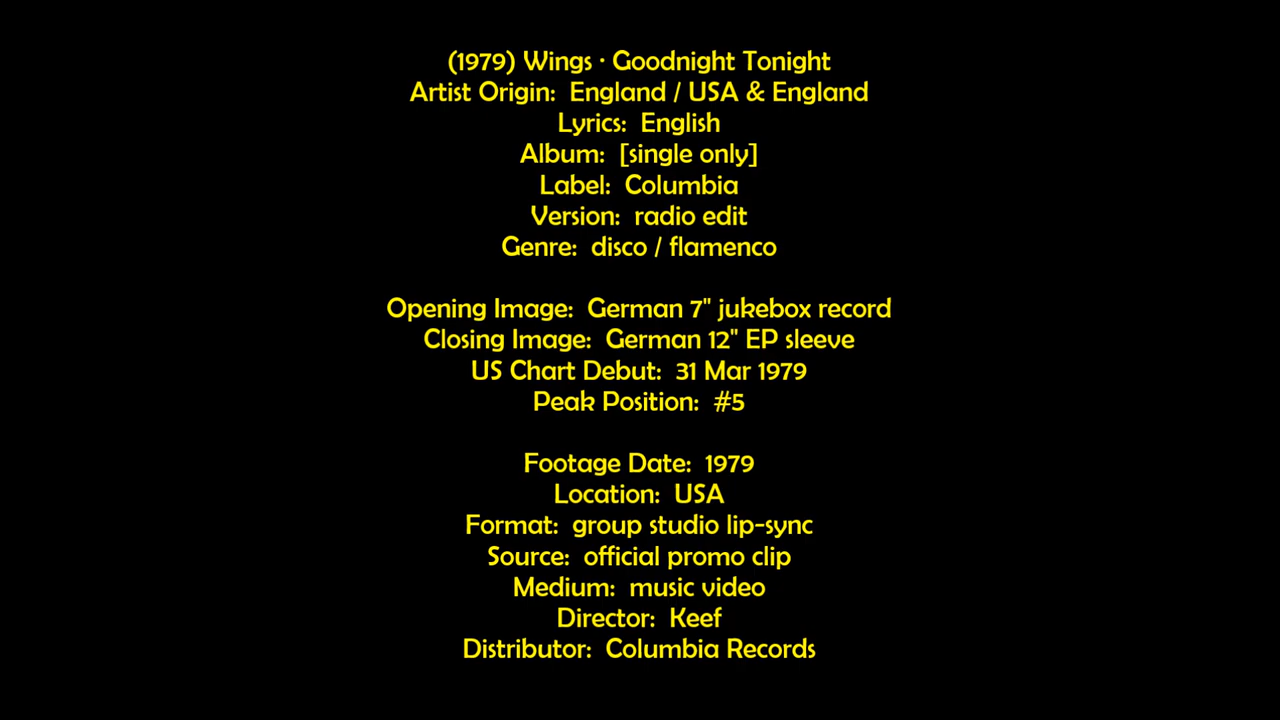 (1979) Wings · Goodnight Tonight
Artist Origin:  England / USA & England
Lyrics:  English
Album:  [single only]
Label:  Columbia
Version:  radio edit
Genre:  disco / flamenco
Opening Image:  German 7" jukebox record
Closing Image:  German 12" EP sleeve
US Chart Debut:  31 Mar 1979
Peak Position:  #5
Footage Date:  1979
Location:  USA
Format:  group studio lip-sync
Source:  official promo clip
Medium:  music video
Director:  Keef
Distributor:  Columbia Records